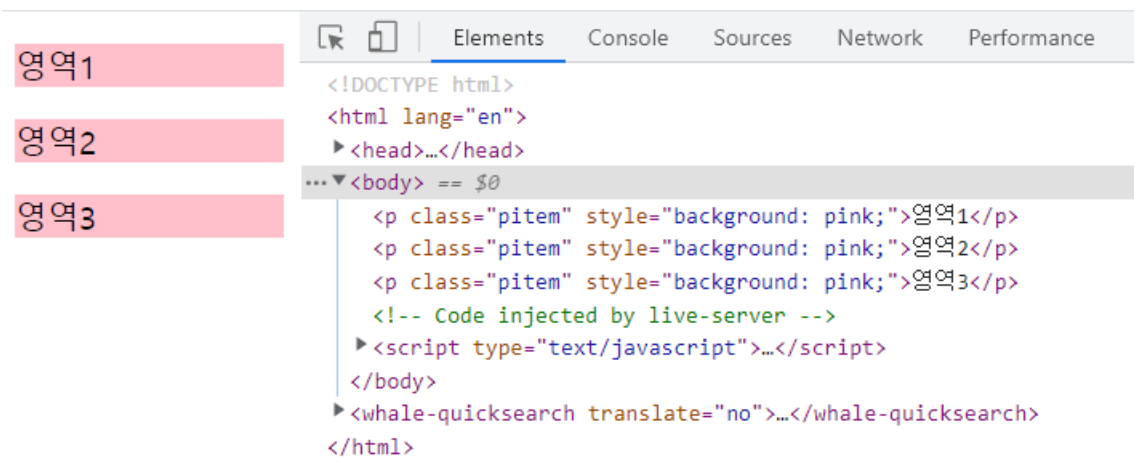 영역1
영역2
영역3
Elements Console Sources Network Performance
<!DOCTYPE html>
<html lang="en">
<head>…</head>
<body> == $0
<p class="pitem" style="background: pink;">영역1</p>
<p class="pitem" style="background: pink;">영역2</p>
<p class="pitem" style="background: pink;">영역3</p>
<!-- Code injected by live-server -->
<script type="text/javascript">…</script>
</body>
<whale-quicksearch translate="no">…</whale-quicksearch>
</html>